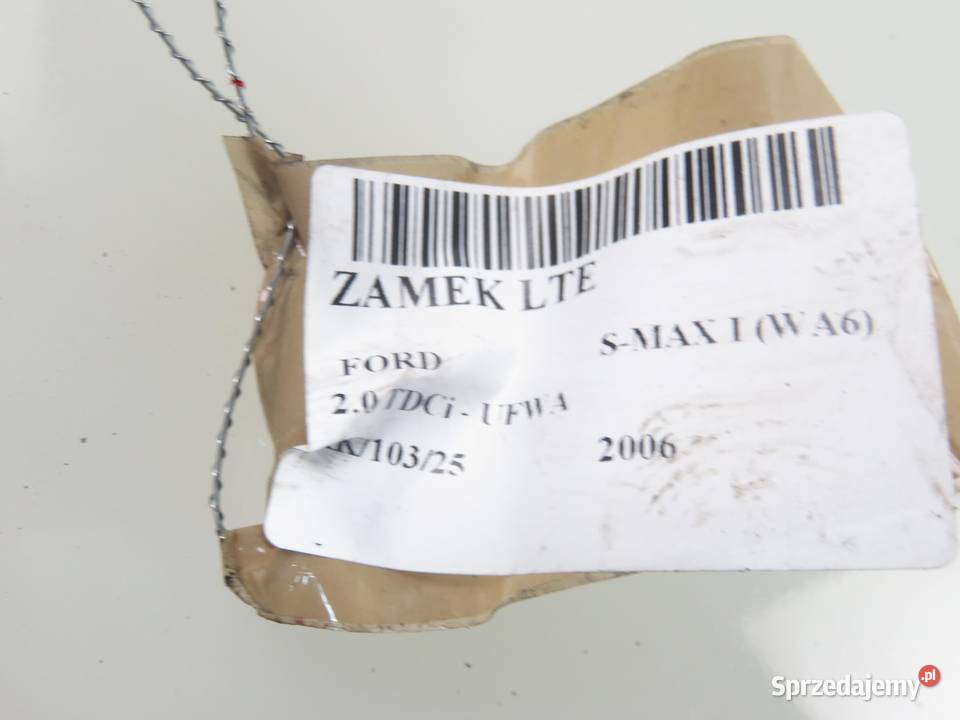 ZAMEK LTE
FORD S-MAX I (WA6)
2.0 TDCi - UFWA
K/103/25 2006
Sprzedajemy.pl